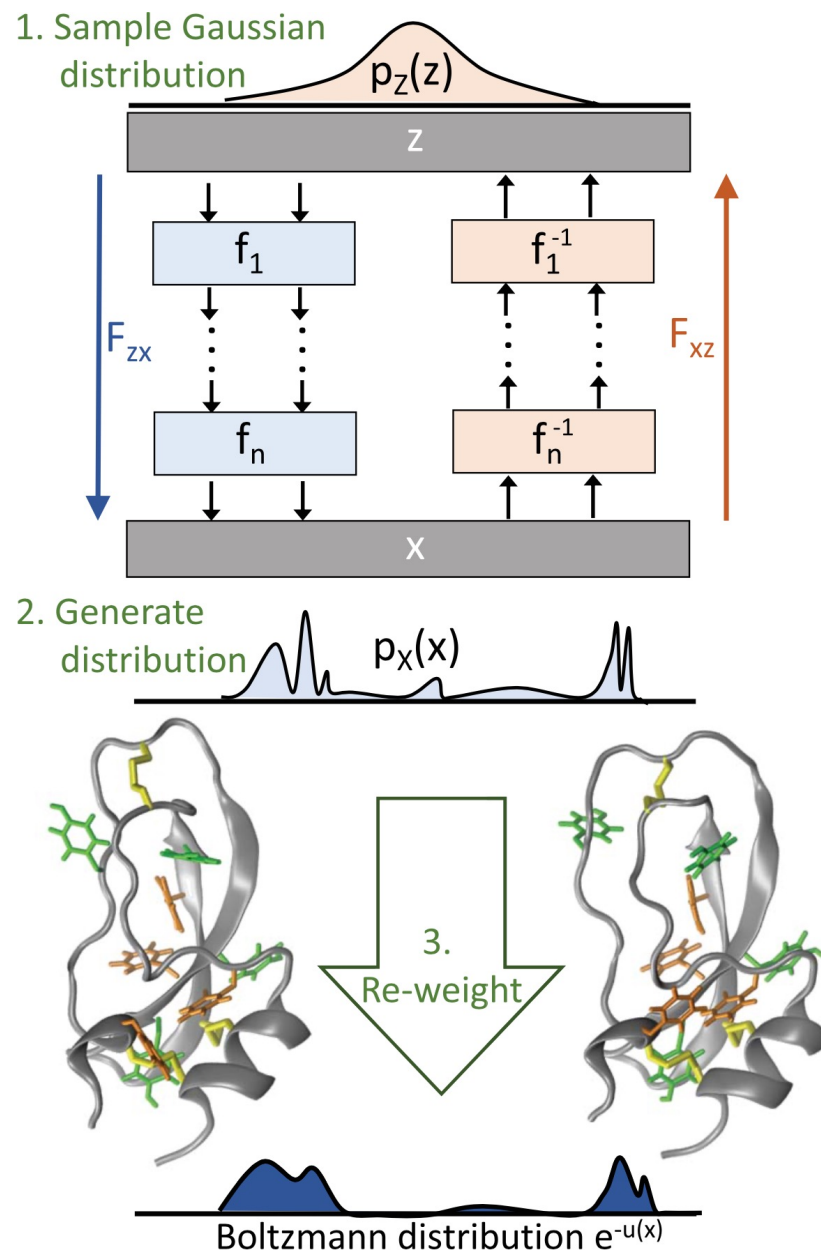 1. Sample Gaussian
distribution
p_Z(z)
z
f_1
f_1^-1
F_zx
F_xz
f_n
f_n^-1
x
2. Generate
distribution
p_X(x)
3.
Re-weight
Boltzmann distribution e^-u(x)